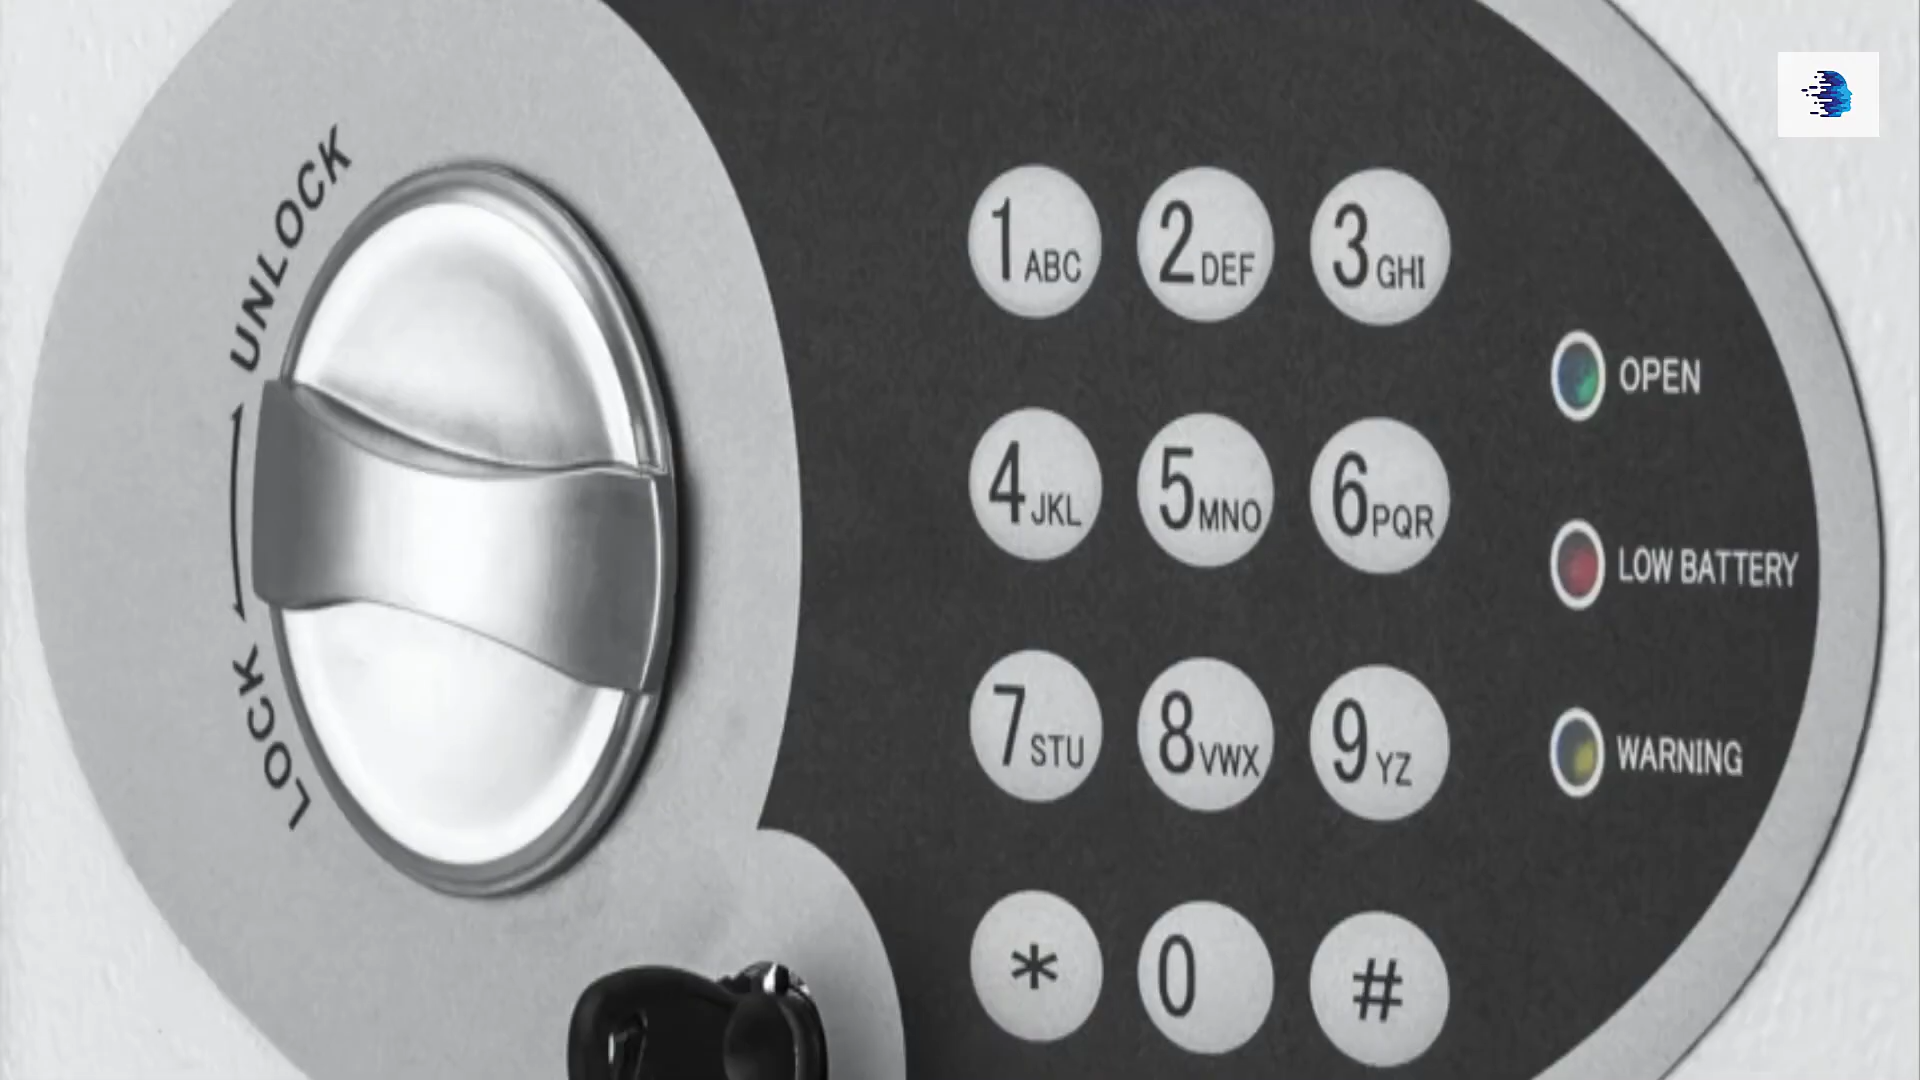 UNLOCK
LOCK
1 ABC 2 DEF 3 GHI
4 JKL 5 MNO 6 PQR
7 STU 8 VWX 9 YZ
* 0 #
OPEN
LOW BATTERY
WARNING